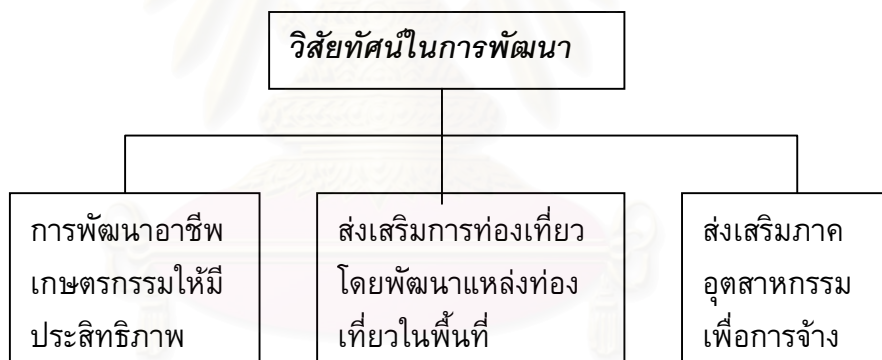 วิสัยทัศน์ในการพัฒนา
การพัฒนาอาชีพ
เกษตรกรรมให้มี
ประสิทธิภาพ
ส่งเสริมการท่องเที่ยว
โดยพัฒนาแหล่งท่อง
เที่ยวในพื้นที่
ส่งเสริมภาค
อุตสาหกรรม
เพื่อการจ้าง